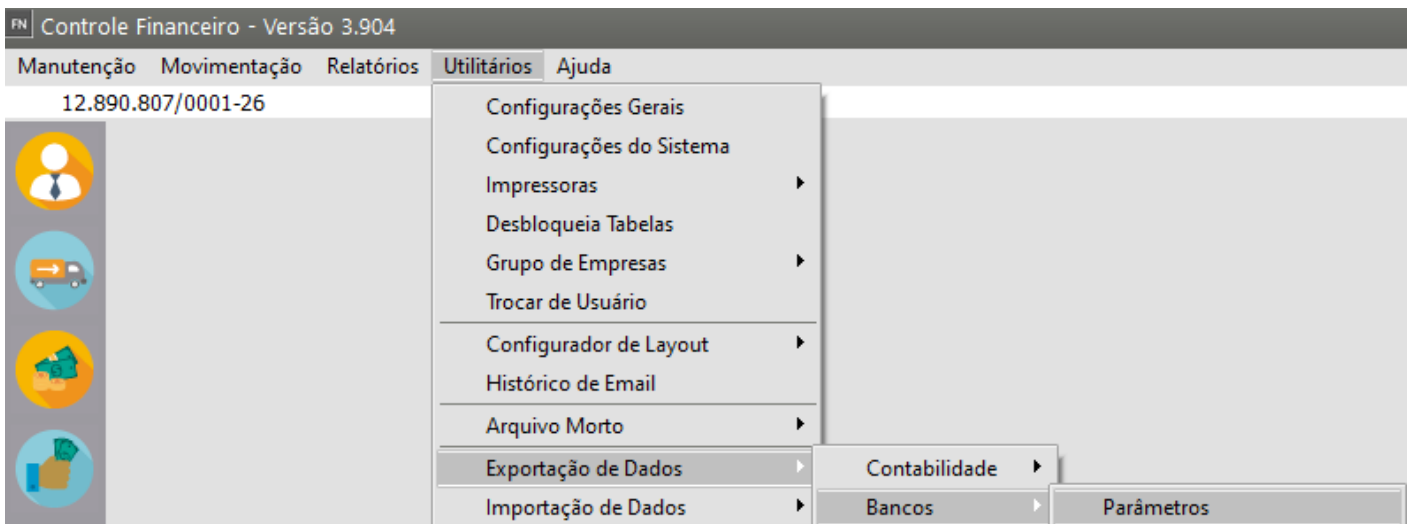 FN Controle Financeiro - Versão 3.904
Manutenção Movimentação Relatórios Utilitários Ajuda
12.890.807/0001-26
Configurações Gerais
Configurações do Sistema
Impressoras
Desbloqueia Tabelas
Grupo de Empresas
Trocar de Usuário
Configurador de Layout
Histórico de Email
Arquivo Morto
Exportação de Dados
Importação de Dados
Contabilidade
Bancos
Parâmetros